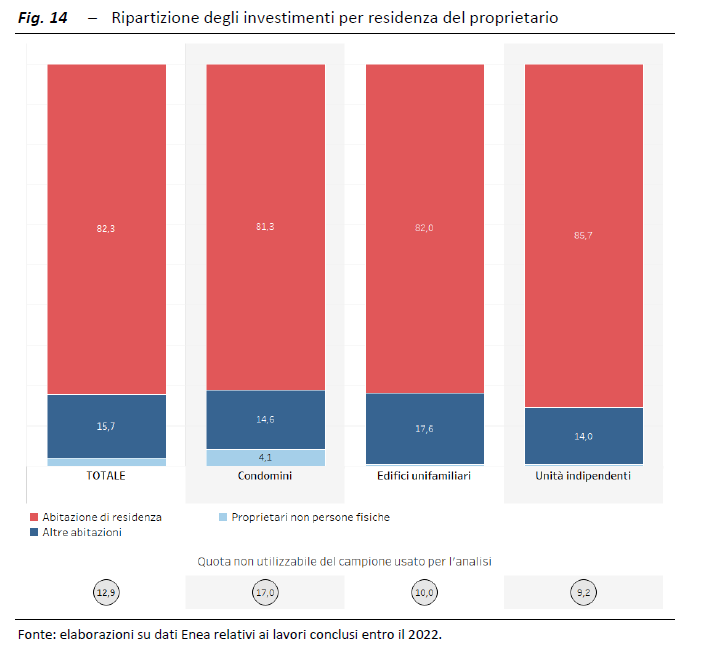 Fig. 14 – Ripartizione degli investimenti per residenza del proprietario
82,3 81,3 82,0 85,7
15,7 14,6 17,6 14,0
4,1
TOTALE Condomini Edifici unifamiliari Unità indipendenti
Abitazione di residenza Proprietari non persone fisiche
Altre abitazioni
Quota non utilizzabile del campione usato per l'analisi
12,9 17,0 10,0 9,2
Fonte: elaborazioni su dati Enea relativi ai lavori conclusi entro il 2022.